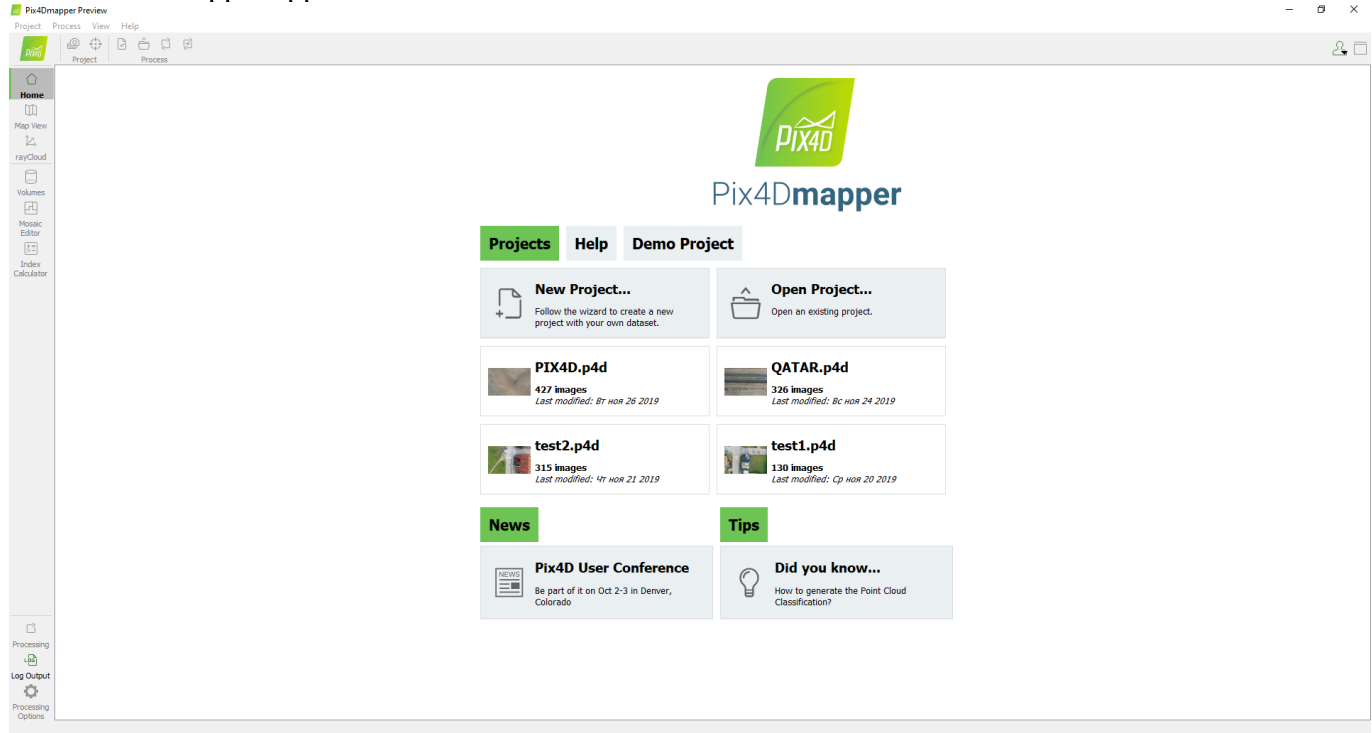 Pix4Dmapper Preview
Project Process View Help
PIX4D
Project Process
Home
Map View
rayCloud
Volumes
Mosaic
Editor
Index
Calculator
PIX4D
Pix4Dmapper
Projects Help Demo Project
New Project...
Follow the wizard to create a new
project with your own dataset.
Open Project...
Open an existing project.
PIX4D.p4d
427 images
Last modified: Вт ноя 26 2019
QATAR.p4d
326 images
Last modified: Вс ноя 24 2019
test2.p4d
315 images
Last modified: Чт ноя 21 2019
test1.p4d
130 images
Last modified: Ср ноя 20 2019
News
NEWS
Pix4D User Conference
Be part of it on Oct 2-3 in Denver,
Colorado
Tips
Did you know...
How to generate the Point Cloud
Classification?
Processing
Log Output
Processing
Options